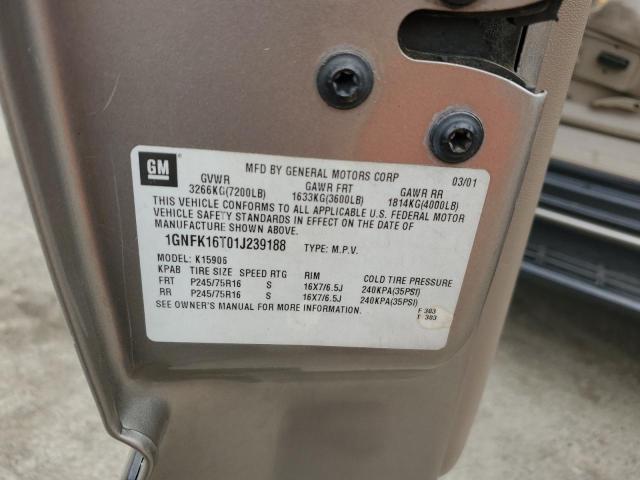 GM
MFD BY GENERAL MOTORS CORP 03/01
GVWR GAWR FRT GAWR RR
3266KG(7200LB) 1633KG(3600LB) 1814KG(4000LB)
THIS VEHICLE CONFORMS TO ALL APPLICABLE U.S. FEDERAL MOTOR
VEHICLE SAFETY STANDARDS IN EFFECT ON THE DATE OF
MANUFACTURE SHOWN ABOVE.
1GNFK16T01J239188 TYPE: M.P.V.
MODEL: K15906
KPAB TIRE SIZE SPEED RTG RIM COLD TIRE PRESSURE
FRT P245/75R16 S 16X7/6.5J 240KPA(35PSI)
RR P245/75R16 S 16X7/6.5J 240KPA(35PSI)
SEE OWNER'S MANUAL FOR MORE INFORMATION.
F 303
303